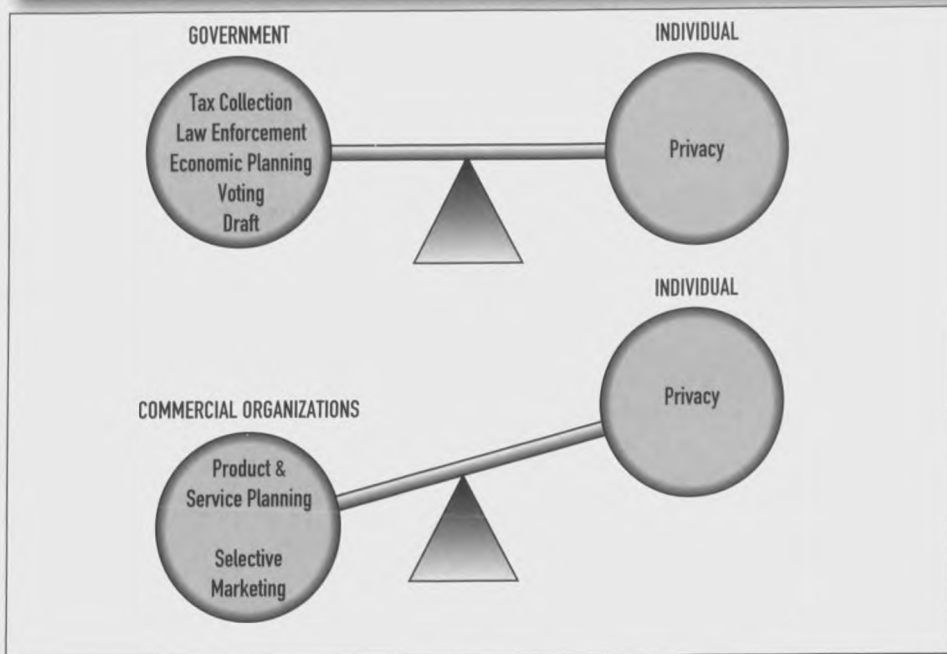 GOVERNMENT
INDIVIDUAL
Tax Collection
Law Enforcement
Economic Planning
Voting
Draft
Privacy
INDIVIDUAL
Privacy
COMMERCIAL ORGANIZATIONS
Product &
Service Planning
Selective
Marketing